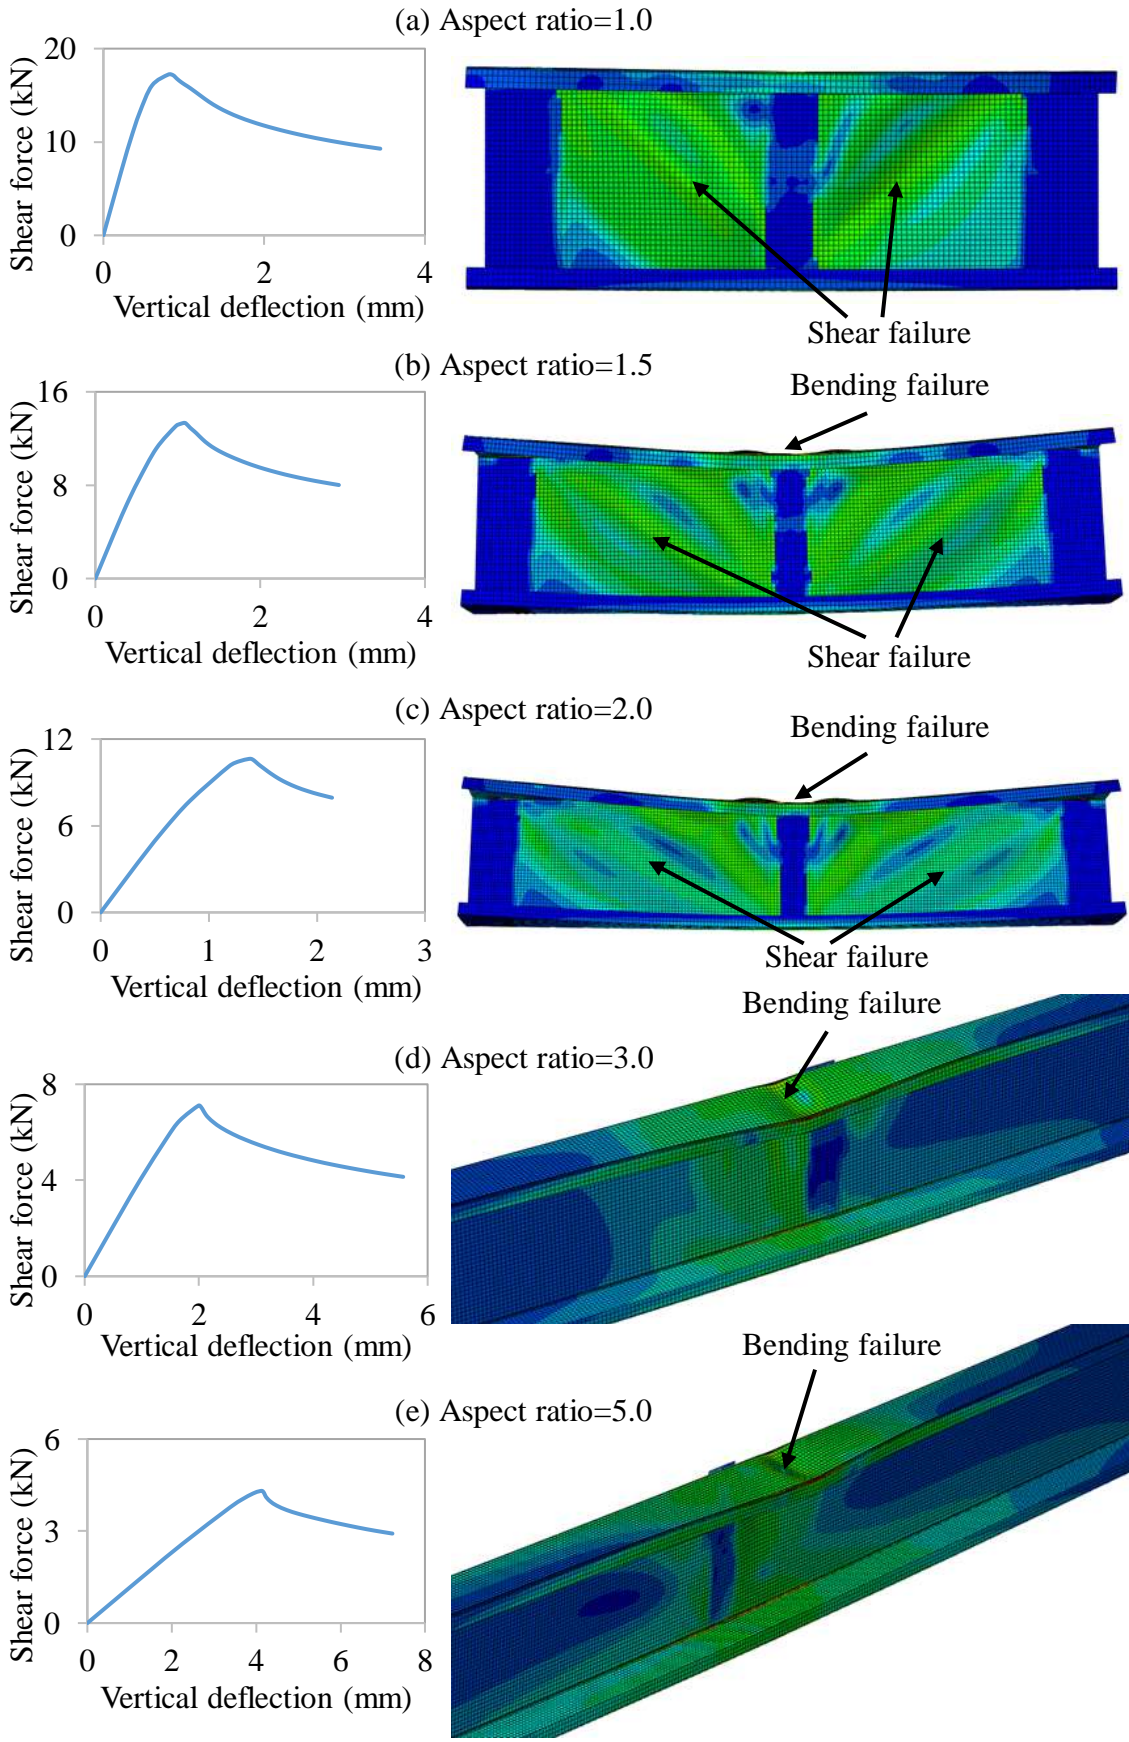 (a) Aspect ratio=1.0
Shear force (kN)
20
10
0
0 2 4
Vertical deflection (mm)
Shear failure
(b) Aspect ratio=1.5
Bending failure
Shear force (kN)
16
8
0
0 2 4
Vertical deflection (mm)
Shear failure
(c) Aspect ratio=2.0
Bending failure
Shear force (kN)
12
6
0
0 1 2 3
Vertical deflection (mm)
Shear failure
Bending failure
(d) Aspect ratio=3.0
Shear force (kN)
8
4
0
0 2 4 6
Vertical deflection (mm)
Bending failure
(e) Aspect ratio=5.0
Shear force (kN)
6
3
0
0 2 4 6 8
Vertical deflection (mm)